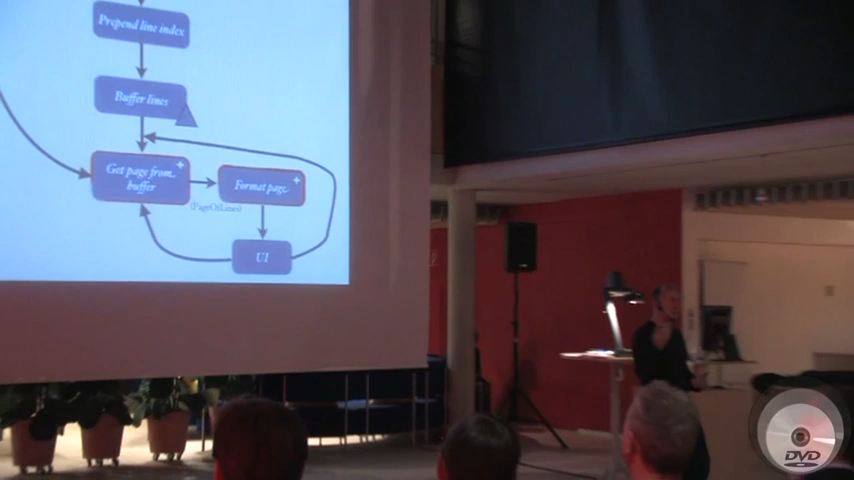 Prepend line index
Buffer lines
Get page from
buffer
Format page
(PageOfLines)
UI
DVD